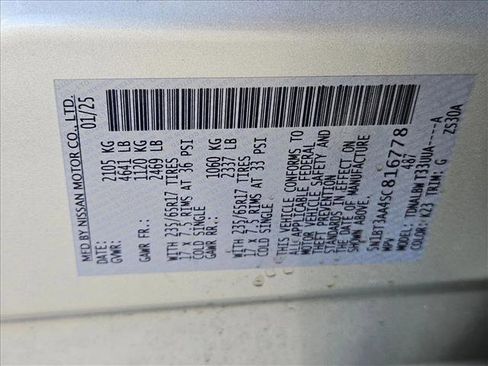 MFD BY NISSAN MOTOR CO., LTD.
01/25
GVWR: 2105 KG
4641 LB
GAWR FR.: 1120 KG
2469 LB
WITH 235/65R17 TIRES
17 X 7.5 RIMS AT 36 PSI
COLD SINGLE
GAWR RR.: 1060 KG
2337 LB
WITH 235/65R17 TIRES
17 X 7.5 RIMS AT 33 PSI
COLD SINGLE
THIS VEHICLE CONFORMS TO
ALL APPLICABLE FEDERAL
MOTOR VEHICLE SAFETY AND
THEFT PREVENTION
STANDARDS IN EFFECT ON
THE DATE OF MANUFACTURE
SHOWN ABOVE.
5N1BT3AA4SC816778
MPV 487
MODEL:
COLOR: K23 TRIM: G
ZS30A